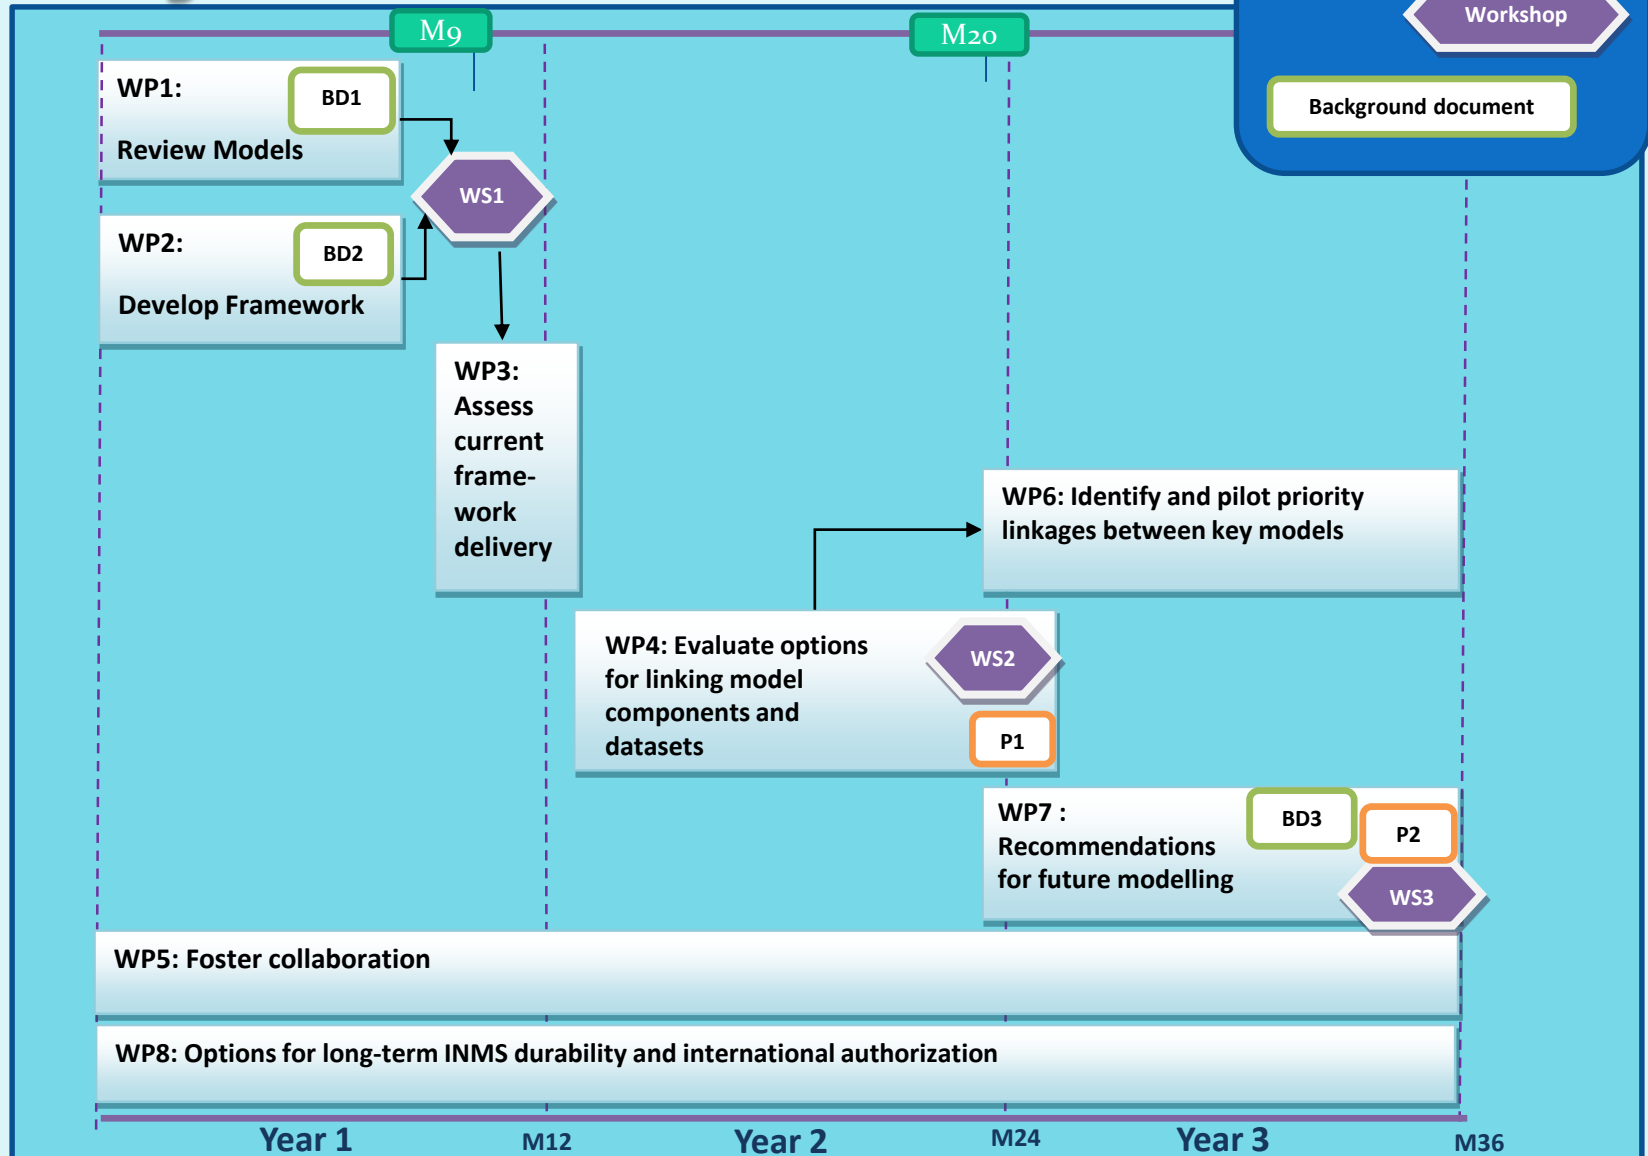 Workshop
Background document
M9
M20
WP1:
BD1
Review Models
WS1
WP2:
BD2
Develop Framework
WP3:
Assess
current
frame-
work
delivery
WP6: Identify and pilot priority
linkages between key models
WP4: Evaluate options
for linking model
components and
datasets
WS2
P1
WP7 :
Recommendations
for future modelling
BD3
P2
WS3
WP5: Foster collaboration
WP8: Options for long-term INMS durability and international authorization
Year 1
M12
Year 2
M24
Year 3
M36